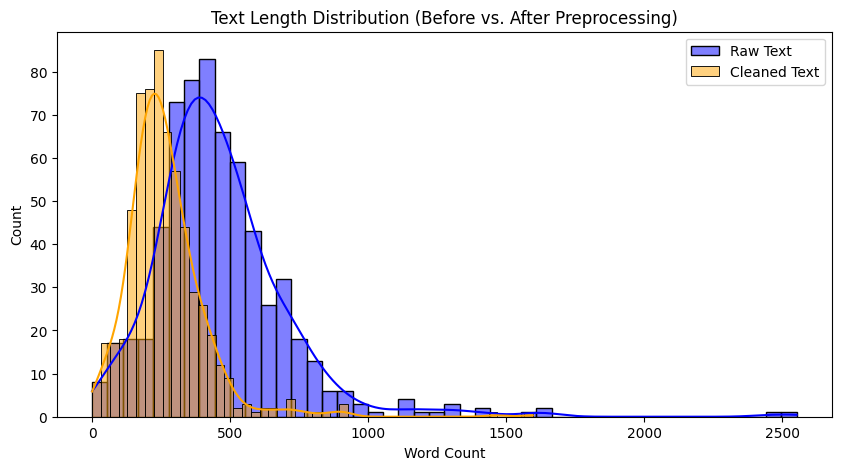 Text Length Distribution (Before vs. After Preprocessing)
Raw Text
Cleaned Text
80
70
60
50
40
30
20
10
0
Count
0 500 1000 1500 2000 2500
Word Count